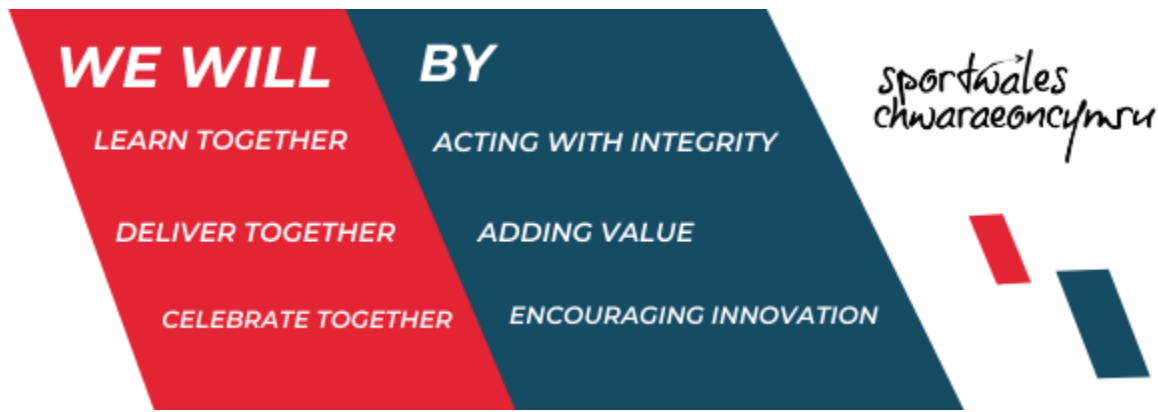 WE WILL
LEARN TOGETHER
DELIVER TOGETHER
CELEBRATE TOGETHER
BY
ACTING WITH INTEGRITY
ADDING VALUE
ENCOURAGING INNOVATION
sportwales
chwaraeoncymru